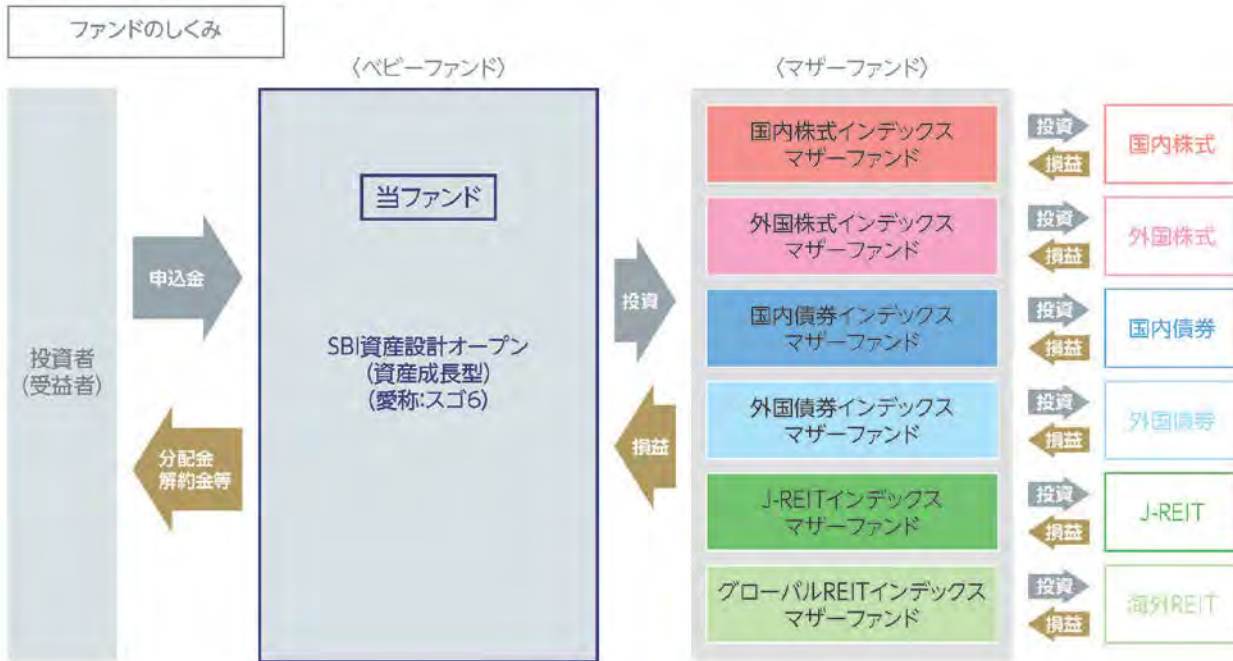 ファンドのしくみ
〈ベビーファンド〉
〈マザーファンド〉
投資者
(受益者)
申込金
分配金
解約金等
当ファンド
SBI資産設計オープン
(資産成長型)
(愛称:スゴ6)
投資
損益
国内株式インデックス
マザーファンド
投資
損益
国内株式
外国株式インデックス
マザーファンド
投資
損益
外国株式
国内債券インデックス
マザーファンド
投資
損益
国内債券
外国債券インデックス
マザーファンド
投資
損益
外国債券
J-REITインデックス
マザーファンド
投資
損益
J-REIT
グローバルREITインデックス
マザーファンド
投資
損益
海外REIT